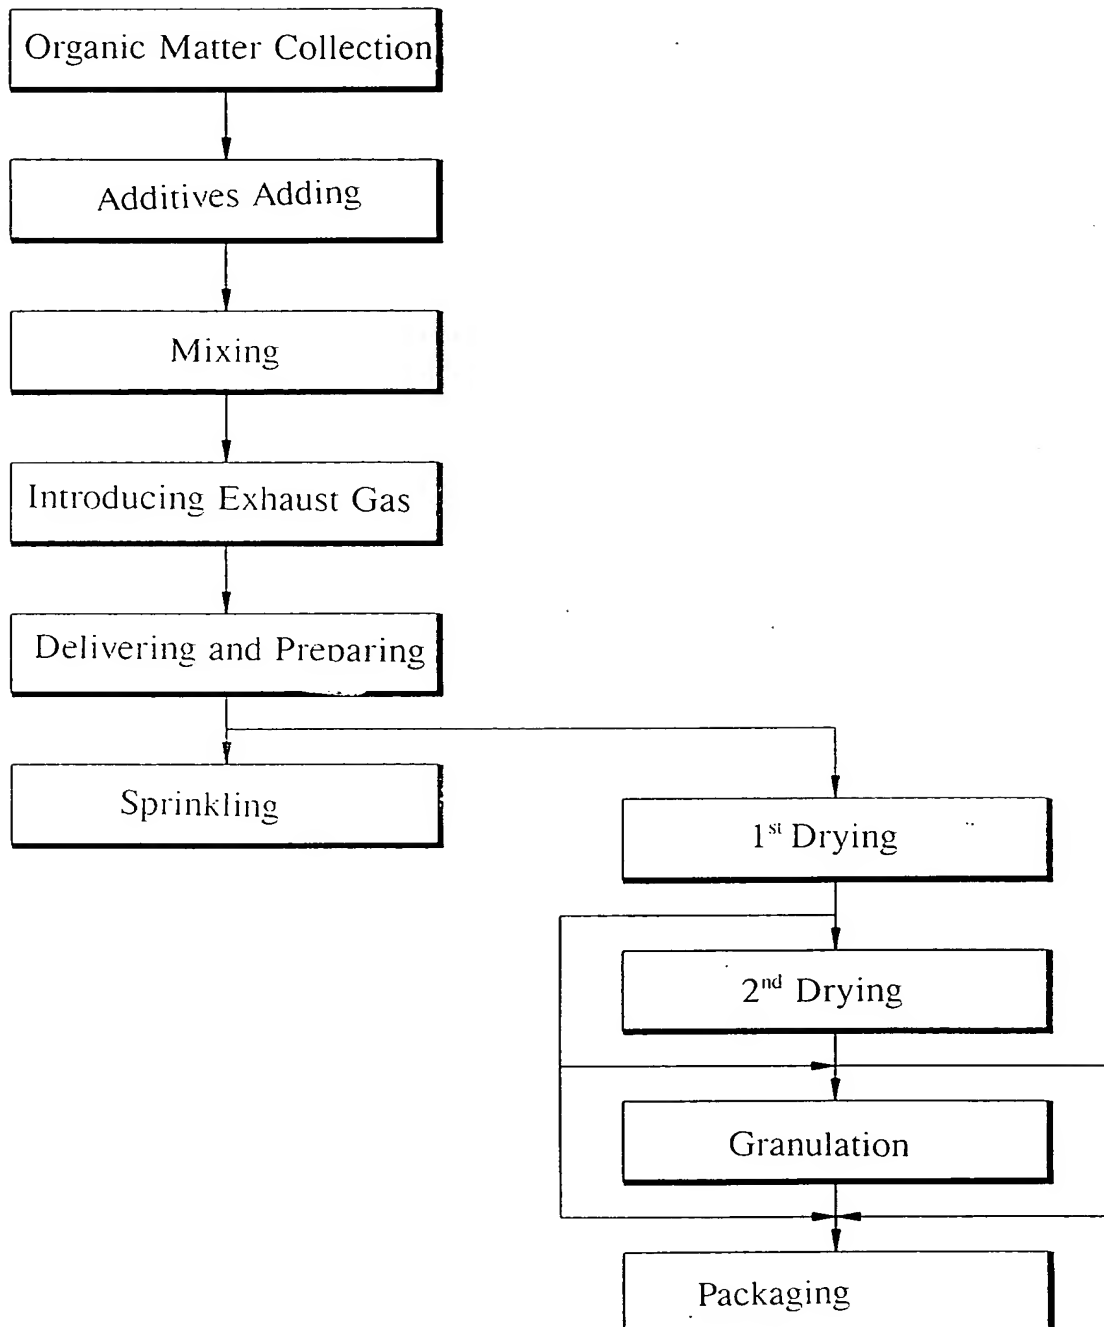 Organic Matter Collection
Additives Adding
Mixing
Introducing Exhaust Gas
Delivering and Preparing
Sprinkling
1st Drying
2nd Drying
Granulation
Packaging